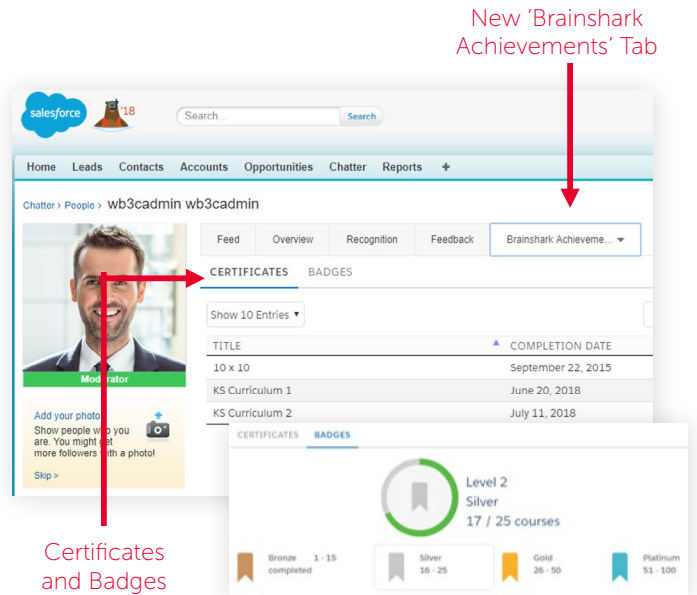 New ‘Brainshark
Achievements’ Tab
salesforce
'18
Search...
Search
Home Leads Contacts Accounts Opportunities Chatter Reports +
Chatter > People > wb3cadmin wb3cadmin
Feed Overview Recognition Feedback Brainshark Achieveme...
CERTIFICATES BADGES
Show 10 Entries
TITLE COMPLETION DATE
10 x 10 September 22, 2015
KS Curriculum 1 June 20, 2018
KS Curriculum 2 July 11, 2018
Moderator
Add your photo
Show people who you
are. You might get
more followers with a photo!
Skip >
CERTIFICATES BADGES
Level 2
Silver
17 / 25 courses
Bronze 1 - 15
completed
Silver
16 - 25
Gold
26 - 50
Platinum
51 - 100
Certificates
and Badges